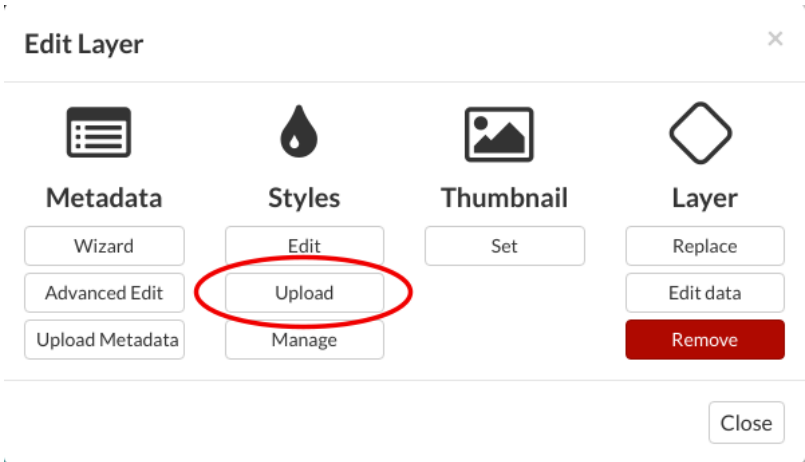 Edit Layer ×
Metadata Styles Thumbnail Layer
Wizard Edit Set Replace
Advanced Edit Upload Edit data
Upload Metadata Manage Remove
Close